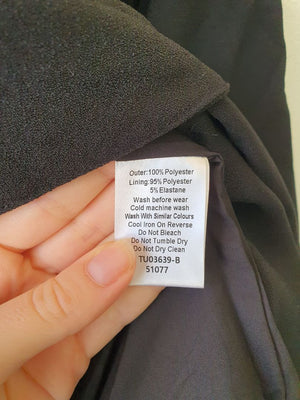 Outer:100% Polyester
Lining:95% Polyester
5% Elastane
Wash before wear
Cold machine wash
Wash With Similar Colours
Cool Iron On Reverse
Do Not Bleach
Do Not Tumble Dry
Do Not Dry Clean
TU03639-B
51077